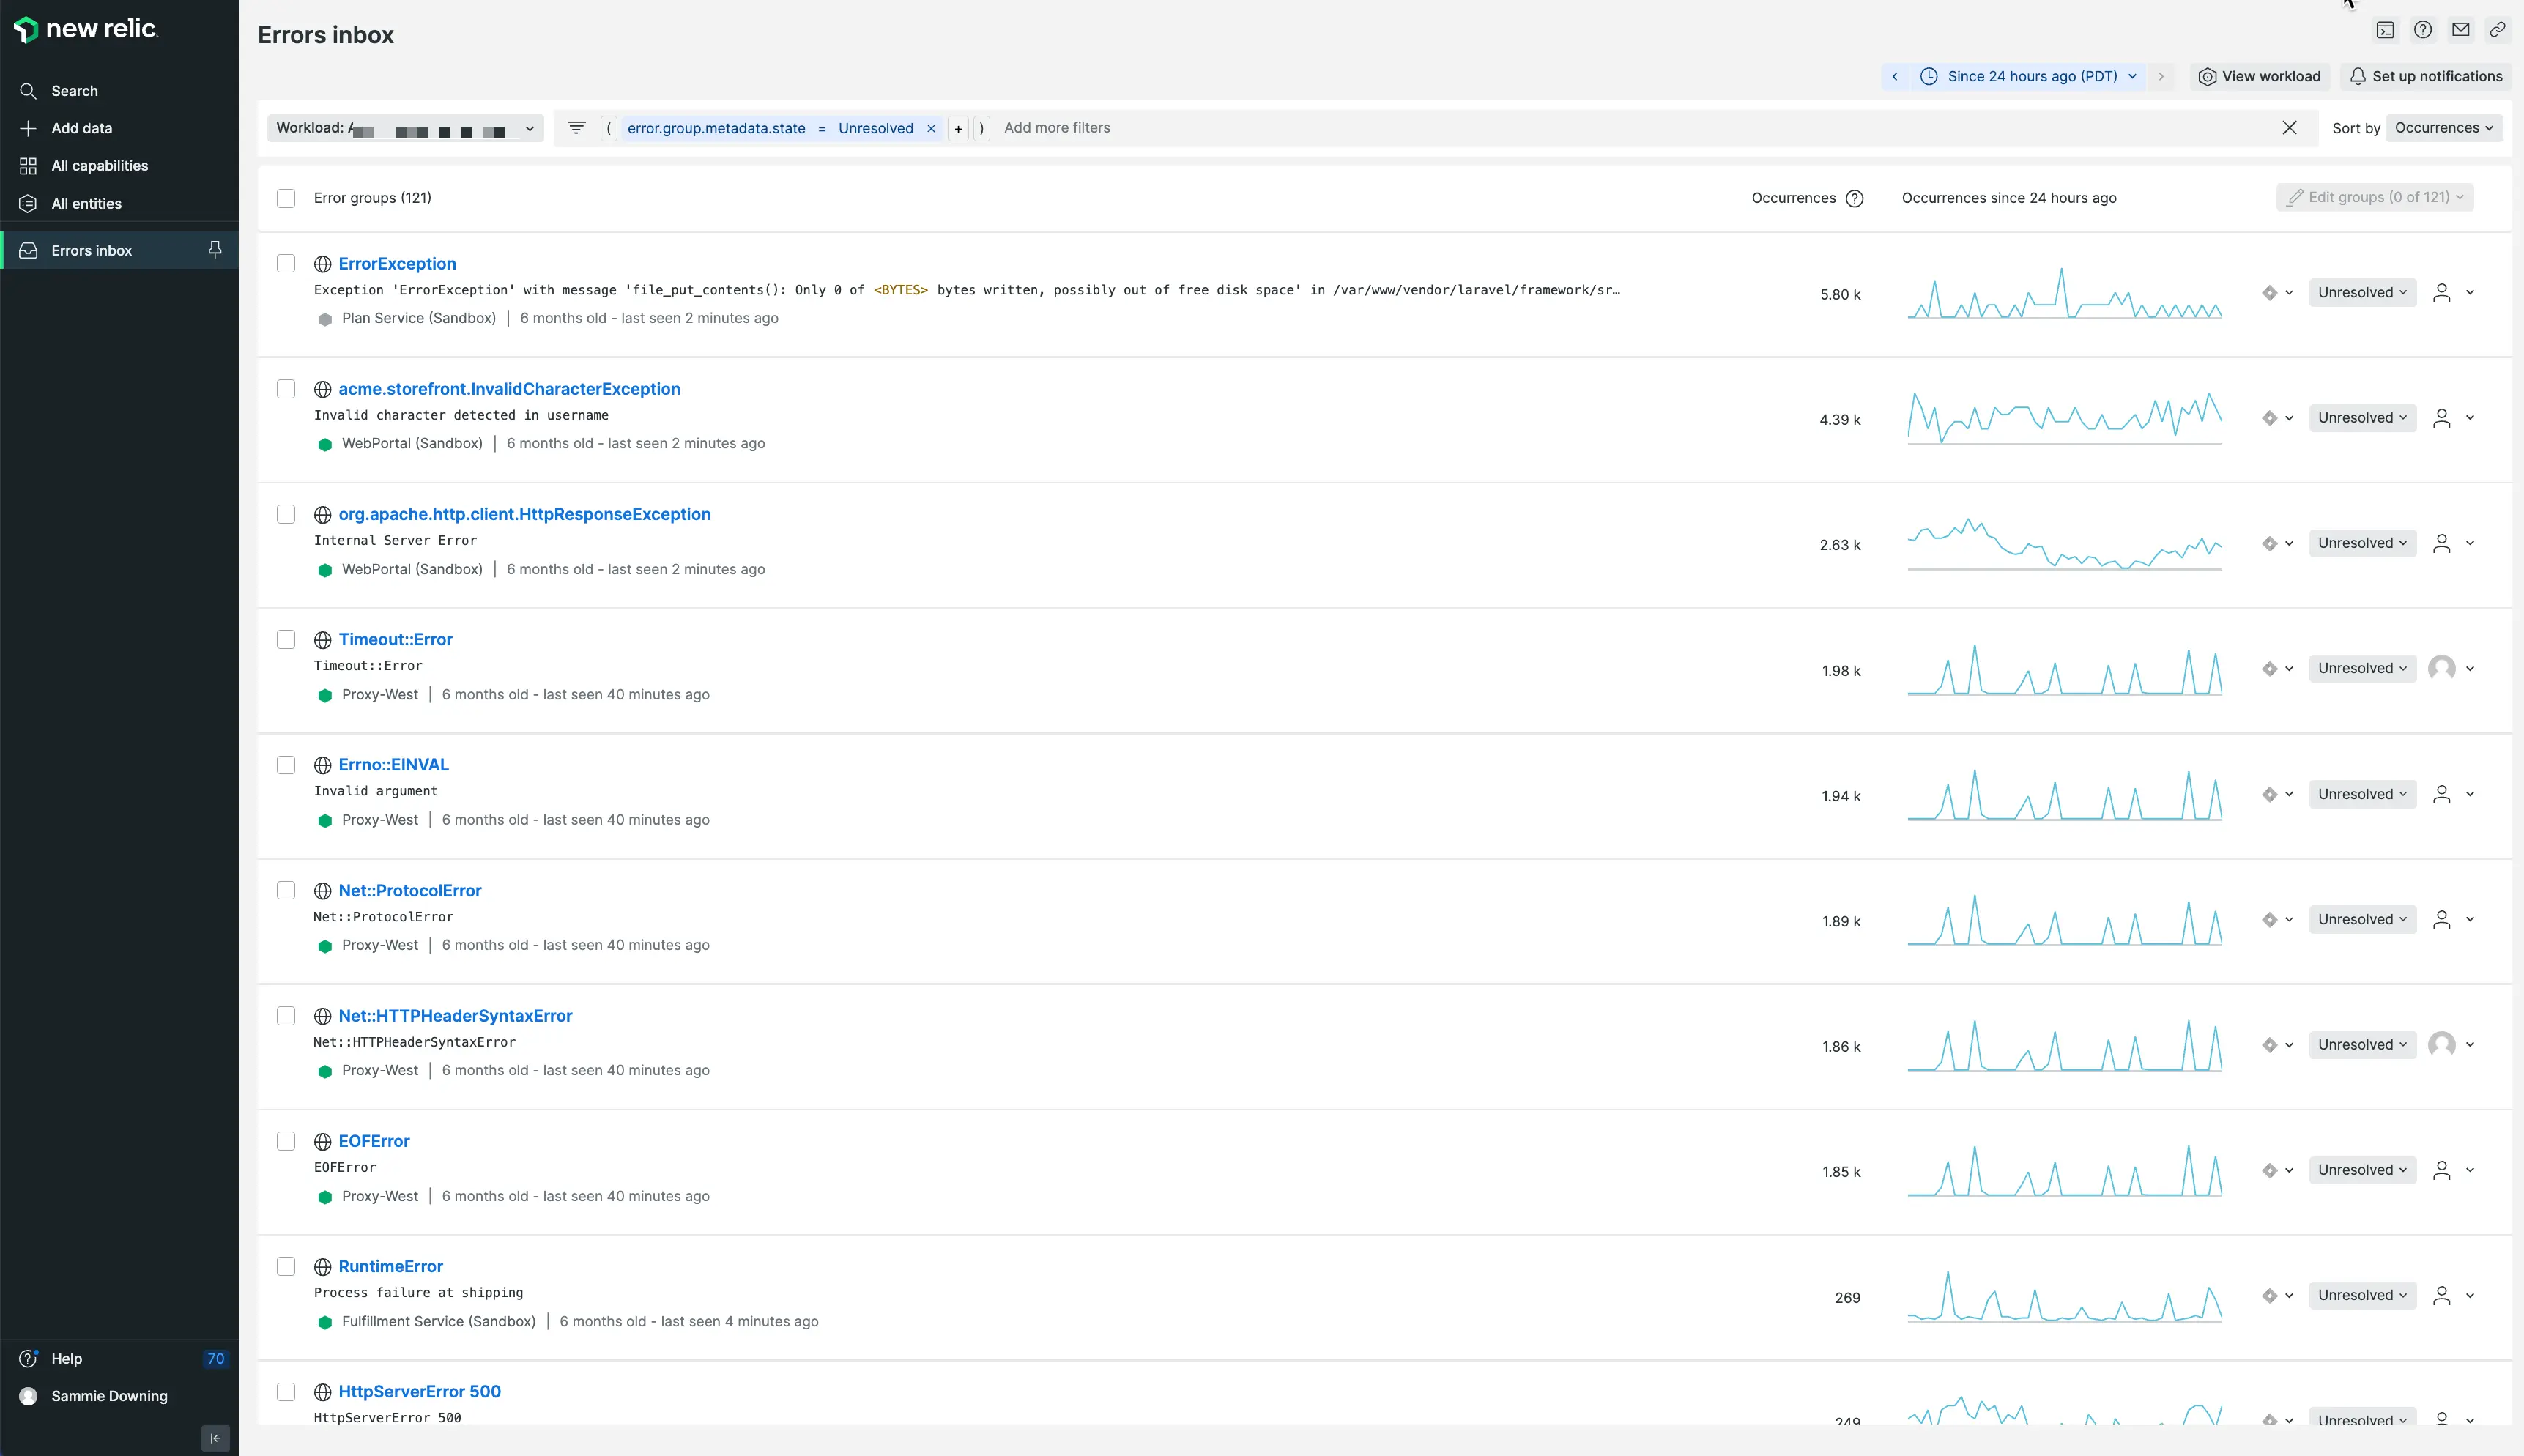 new relic
Search
Add data
All capabilities
All entities
Errors inbox
Help 70
Sammie Downing
Errors inbox
Since 24 hours ago (PDT) View workload Set up notifications
Workload: ( error.group.metadata.state = Unresolved × + ) Add more filters Sort by Occurrences
Error groups (121) Occurrences Occurrences since 24 hours ago Edit groups (0 of 121)
ErrorException
Exception 'ErrorException' with message 'file_put_contents(): Only 0 of <BYTES> bytes written, possibly out of free disk space' in /var/www/vendor/laravel/framework/sr…
5.80 k Unresolved
Plan Service (Sandbox) | 6 months old - last seen 2 minutes ago
acme.storefront.InvalidCharacterException
Invalid character detected in username
4.39 k Unresolved
WebPortal (Sandbox) | 6 months old - last seen 2 minutes ago
org.apache.http.client.HttpResponseException
Internal Server Error
2.63 k Unresolved
WebPortal (Sandbox) | 6 months old - last seen 2 minutes ago
Timeout::Error
Timeout::Error
1.98 k Unresolved
Proxy-West | 6 months old - last seen 40 minutes ago
Errno::EINVAL
Invalid argument
1.94 k Unresolved
Proxy-West | 6 months old - last seen 40 minutes ago
Net::ProtocolError
Net::ProtocolError
1.89 k Unresolved
Proxy-West | 6 months old - last seen 40 minutes ago
Net::HTTPHeaderSyntaxError
Net::HTTPHeaderSyntaxError
1.86 k Unresolved
Proxy-West | 6 months old - last seen 40 minutes ago
EOFError
EOFError
1.85 k Unresolved
Proxy-West | 6 months old - last seen 40 minutes ago
RuntimeError
Process failure at shipping
269 Unresolved
Fulfillment Service (Sandbox) | 6 months old - last seen 4 minutes ago
HttpServerError 500
HttpServerError 500
249 Unresolved